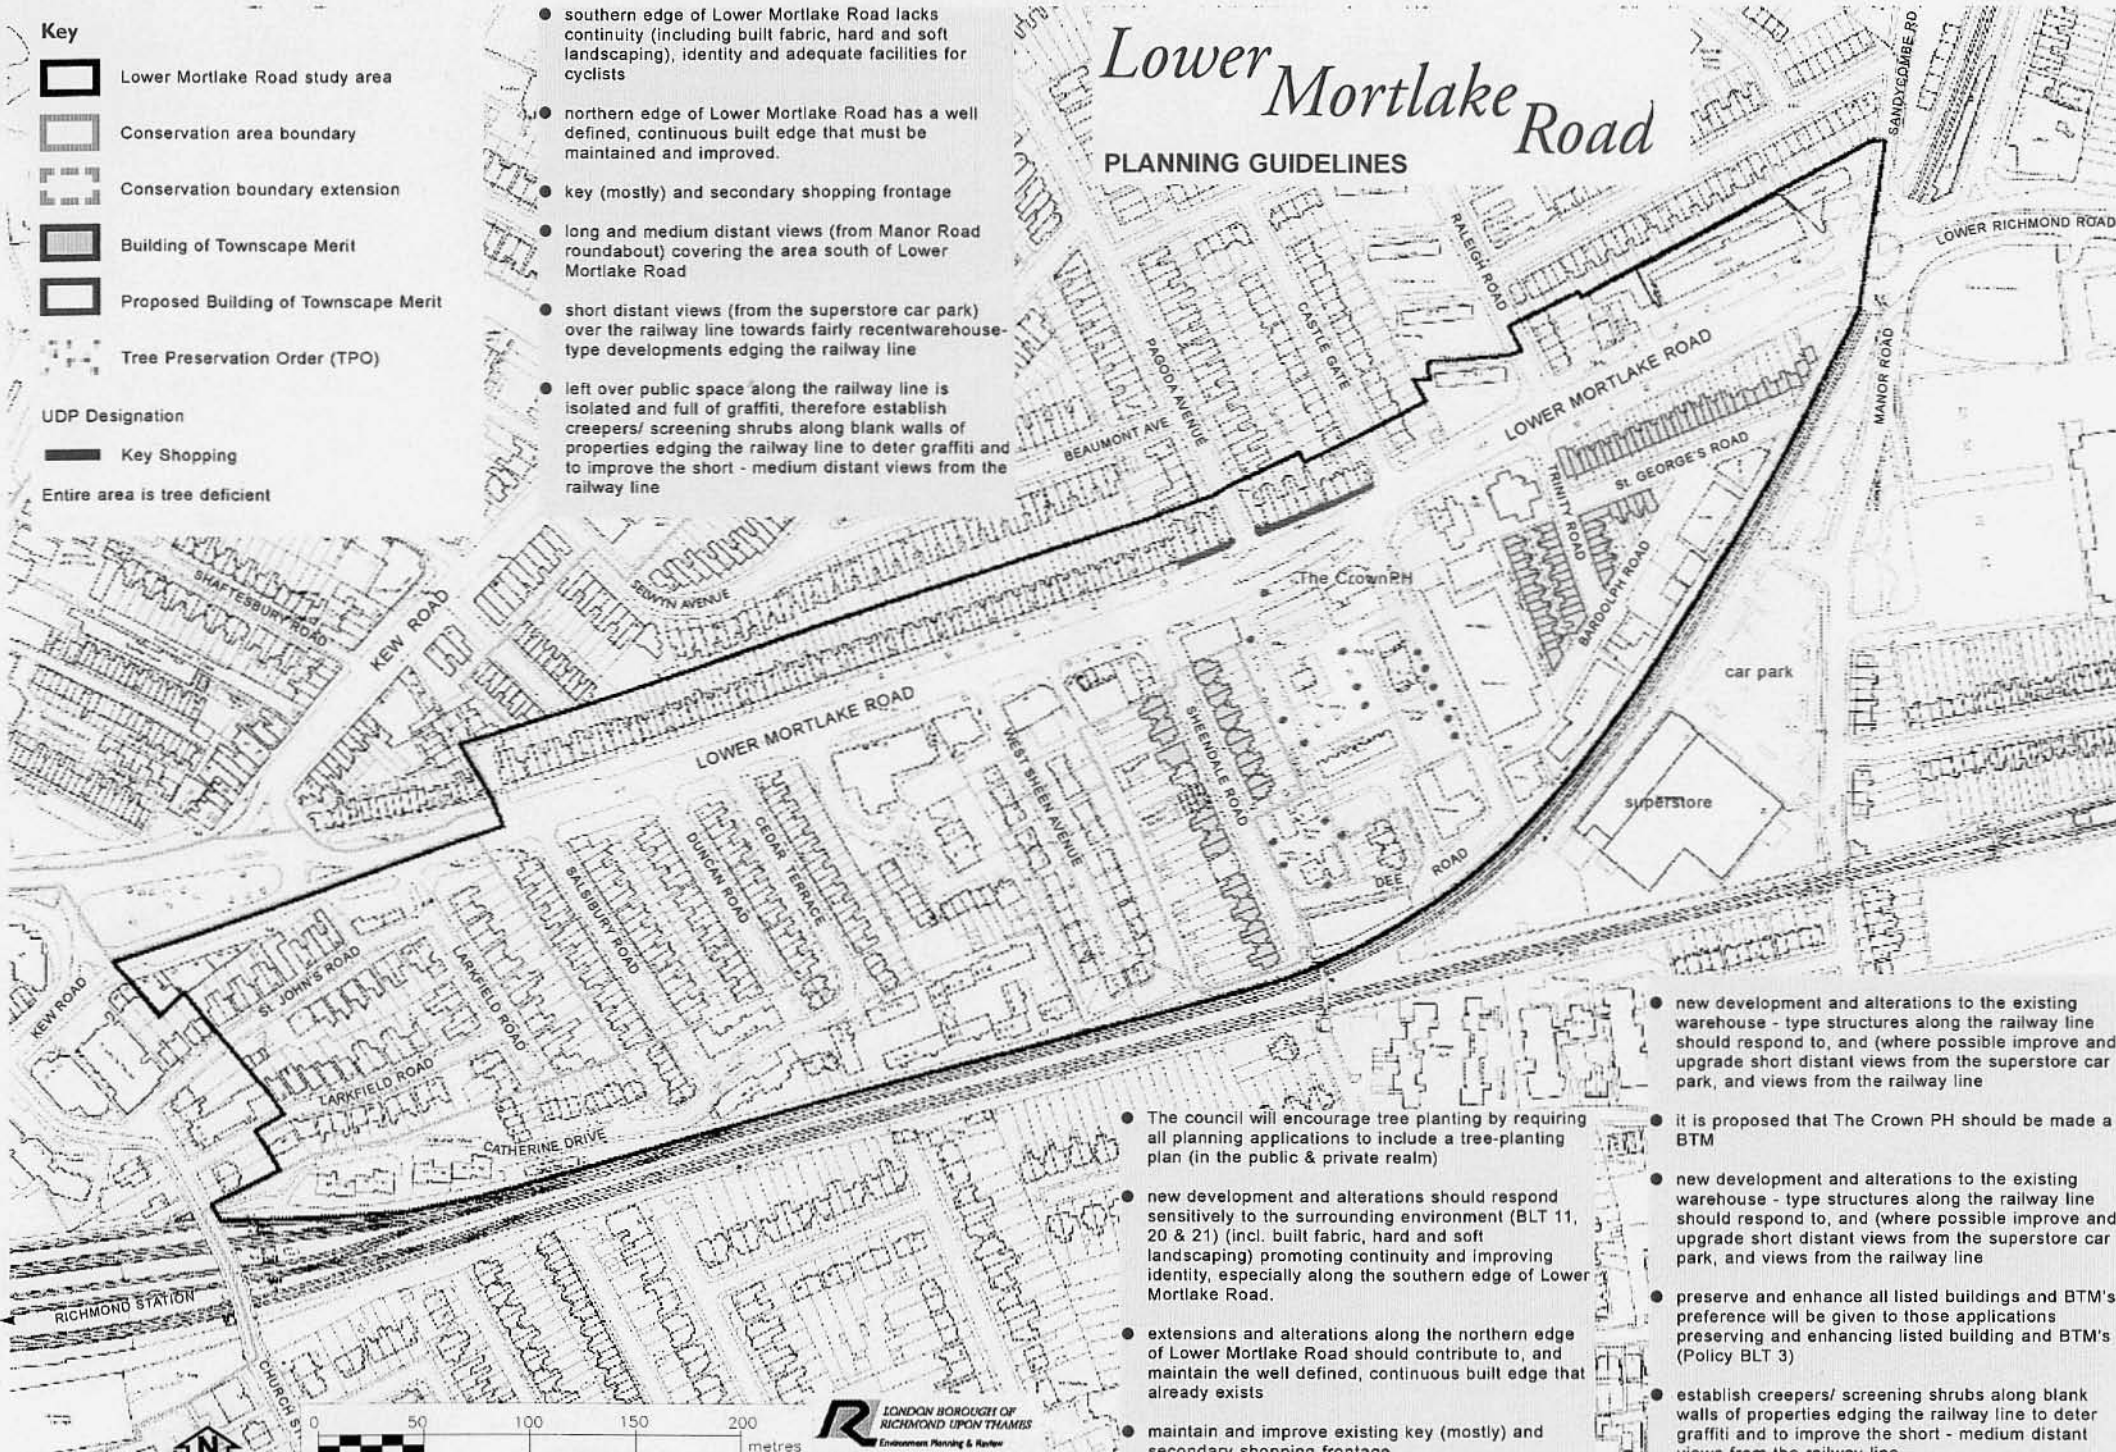 Key
Lower Mortlake Road study area
Conservation area boundary
Conservation boundary extension
Building of Townscape Merit
Proposed Building of Townscape Merit
Tree Preservation Order (TPO)
UDP Designation
Key Shopping
Entire area is tree deficient
● southern edge of Lower Mortlake Road lacks
continuity (including built fabric, hard and soft
landscaping), identity and adequate facilities for
cyclists
● northern edge of Lower Mortlake Road has a well
defined, continuous built edge that must be
maintained and improved.
● key (mostly) and secondary shopping frontage
● long and medium distant views (from Manor Road
roundabout) covering the area south of Lower
Mortlake Road
● short distant views (from the superstore car park)
over the railway line towards fairly recentwarehouse-
type developments edging the railway line
● left over public space along the railway line is
isolated and full of graffiti, therefore establish
creepers/ screening shrubs along blank walls of
properties edging the railway line to deter graffiti and
to improve the short - medium distant views from the
railway line
Lower
Mortlake
Road
PLANNING GUIDELINES
SANDYCOMBE RD
LOWER RICHMOND ROAD
RALEIGH ROAD
MANOR ROAD
CASTLE GATE
PAGODA AVENUE
BEAUMONT AVE
LOWER MORTLAKE ROAD
St. GEORGE'S ROAD
TRINITY ROAD
BARDOLPH ROAD
The Crown PH
SELWYN AVENUE
SHAFTESBURY ROAD
KEW ROAD
car park
superstore
LOWER MORTLAKE ROAD
WEST SHEEN AVENUE
SHEENDALE ROAD
DEE ROAD
CEDAR TERRACE
DUNCAN ROAD
SALSIBURY ROAD
LARKFIELD ROAD
St. JOHN'S ROAD
KEW ROAD
LARKFIELD ROAD
CATHERINE DRIVE
RICHMOND STATION
CHURCH
N
0 50 100 150 200
metres
R
LONDON BOROUGH OF
RICHMOND UPON THAMES
Environment Planning & Review
● The council will encourage tree planting by requiring
all planning applications to include a tree-planting
plan (in the public & private realm)
● new development and alterations should respond
sensitively to the surrounding environment (BLT 11,
20 & 21) (incl. built fabric, hard and soft
landscaping) promoting continuity and improving
identity, especially along the southern edge of Lower
Mortlake Road.
● extensions and alterations along the northern edge
of Lower Mortlake Road should contribute to, and
maintain the well defined, continuous built edge that
already exists
● maintain and improve existing key (mostly) and
secondary shopping frontage
● new development and alterations to the existing
warehouse - type structures along the railway line
should respond to, and (where possible improve and
upgrade short distant views from the superstore car
park, and views from the railway line
● it is proposed that The Crown PH should be made a
BTM
● new development and alterations to the existing
warehouse - type structures along the railway line
should respond to, and (where possible improve and
upgrade short distant views from the superstore car
park, and views from the railway line
● preserve and enhance all listed buildings and BTM's
preference will be given to those applications
preserving and enhancing listed building and BTM's
(Policy BLT 3)
● establish creepers/ screening shrubs along blank
walls of properties edging the railway line to deter
graffiti and to improve the short - medium distant
views from the railway line